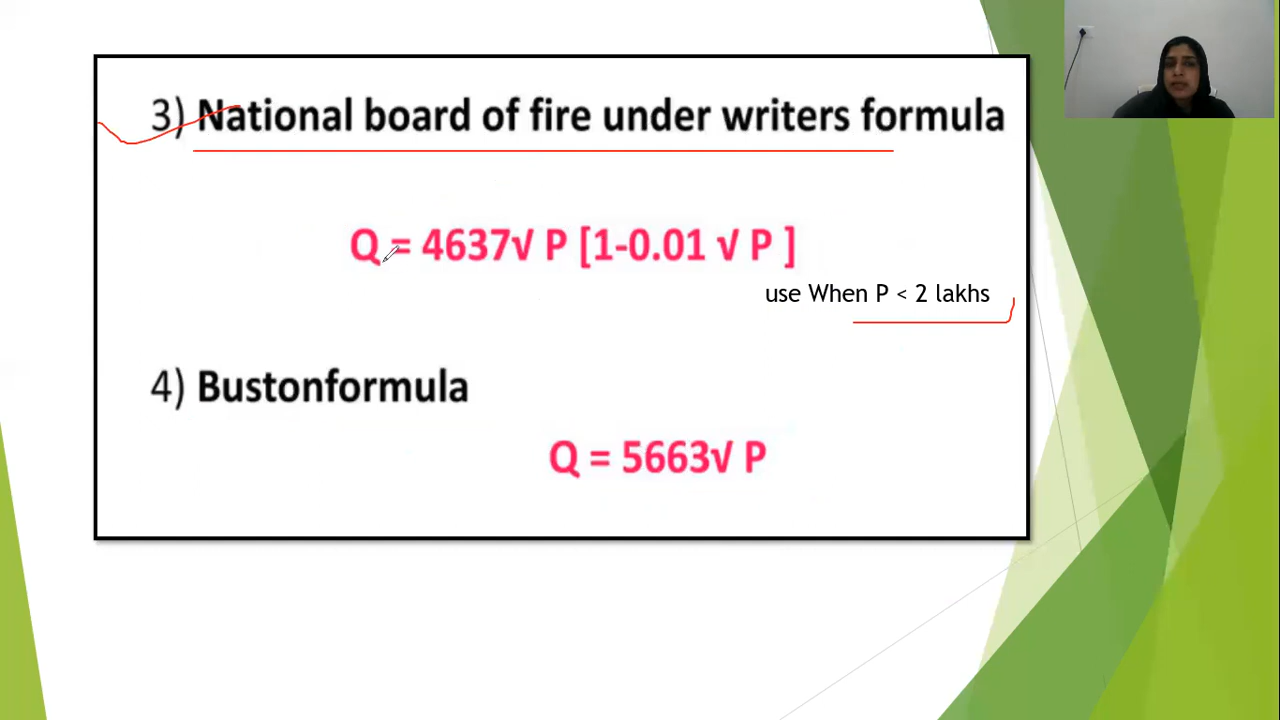 3) National board of fire under writers formula
Q = 4637√ P [1-0.01 √ P ]
use When P < 2 lakhs
4) Bustonformula
Q = 5663√ P